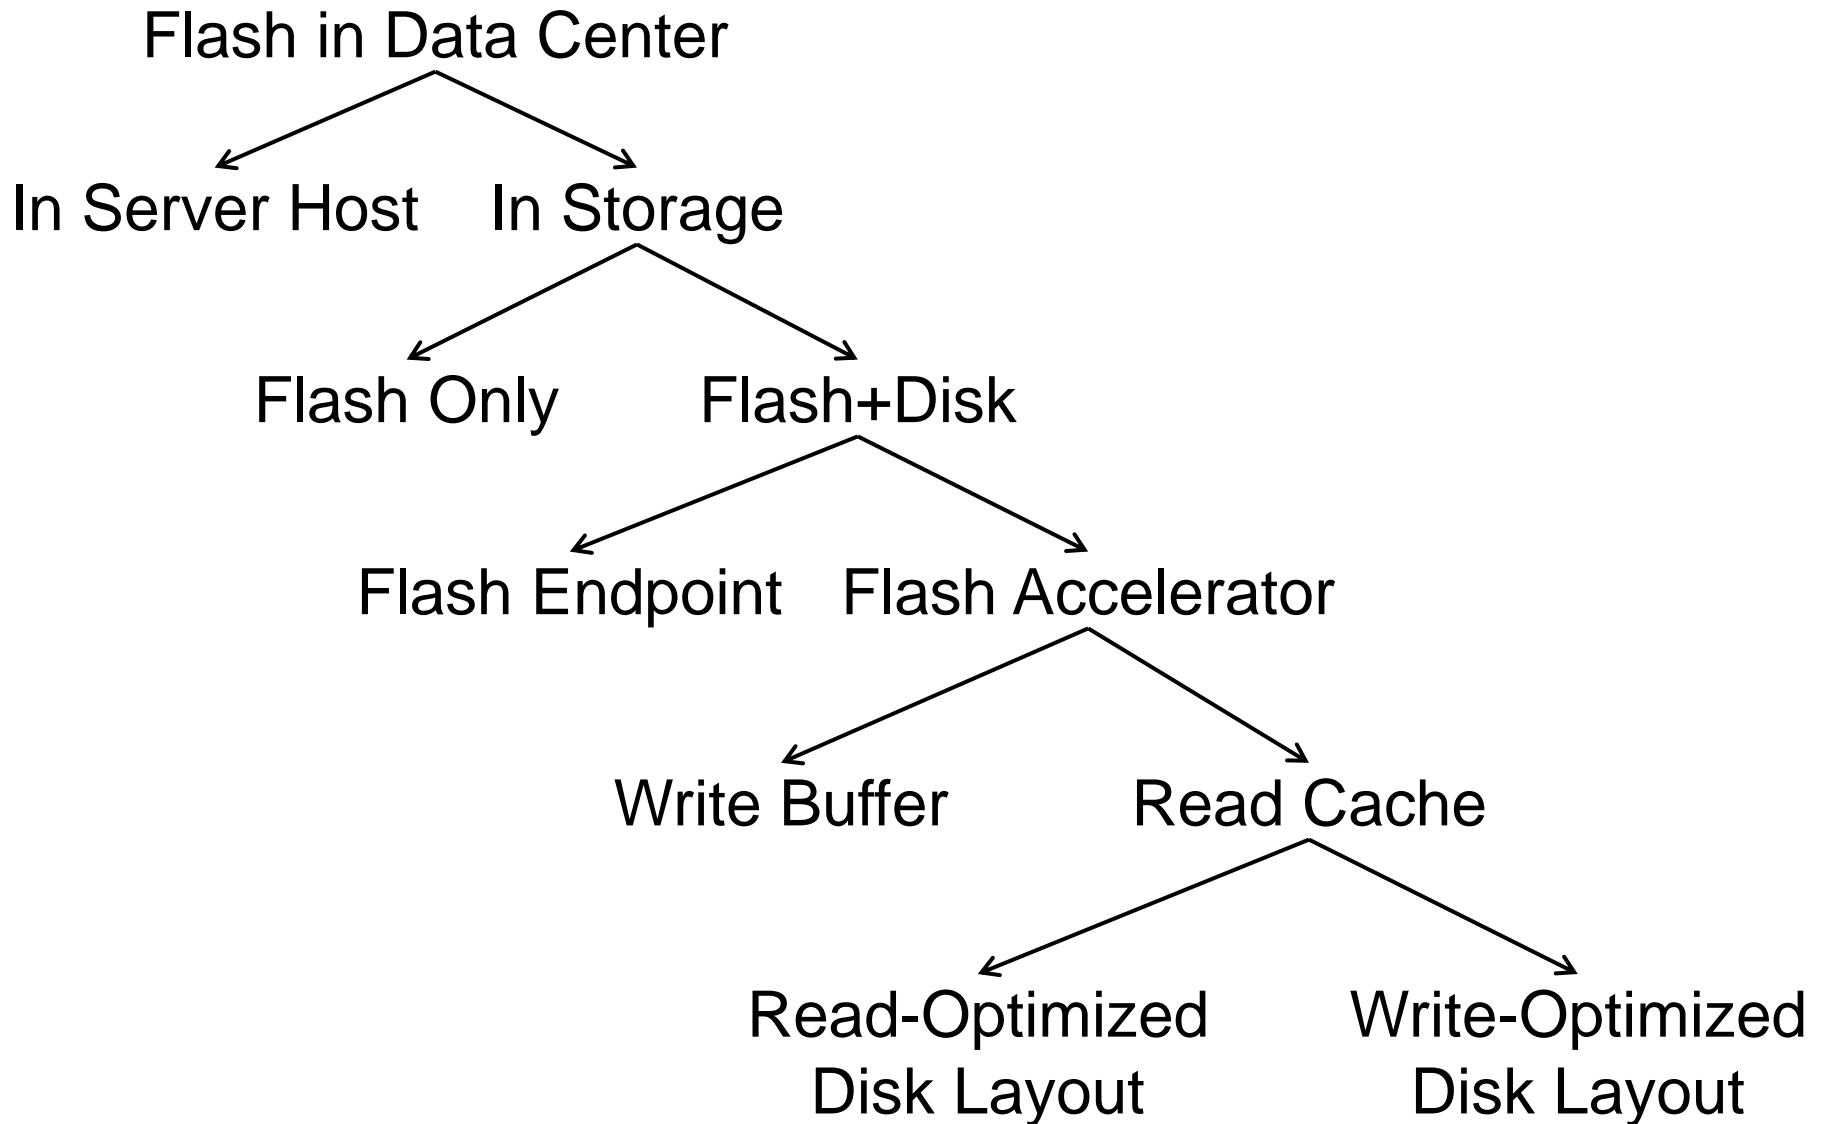 Flash in Data Center
In Server Host
In Storage
Flash Only
Flash+Disk
Flash Endpoint
Flash Accelerator
Write Buffer
Read Cache
Read-Optimized
Disk Layout
Write-Optimized
Disk Layout